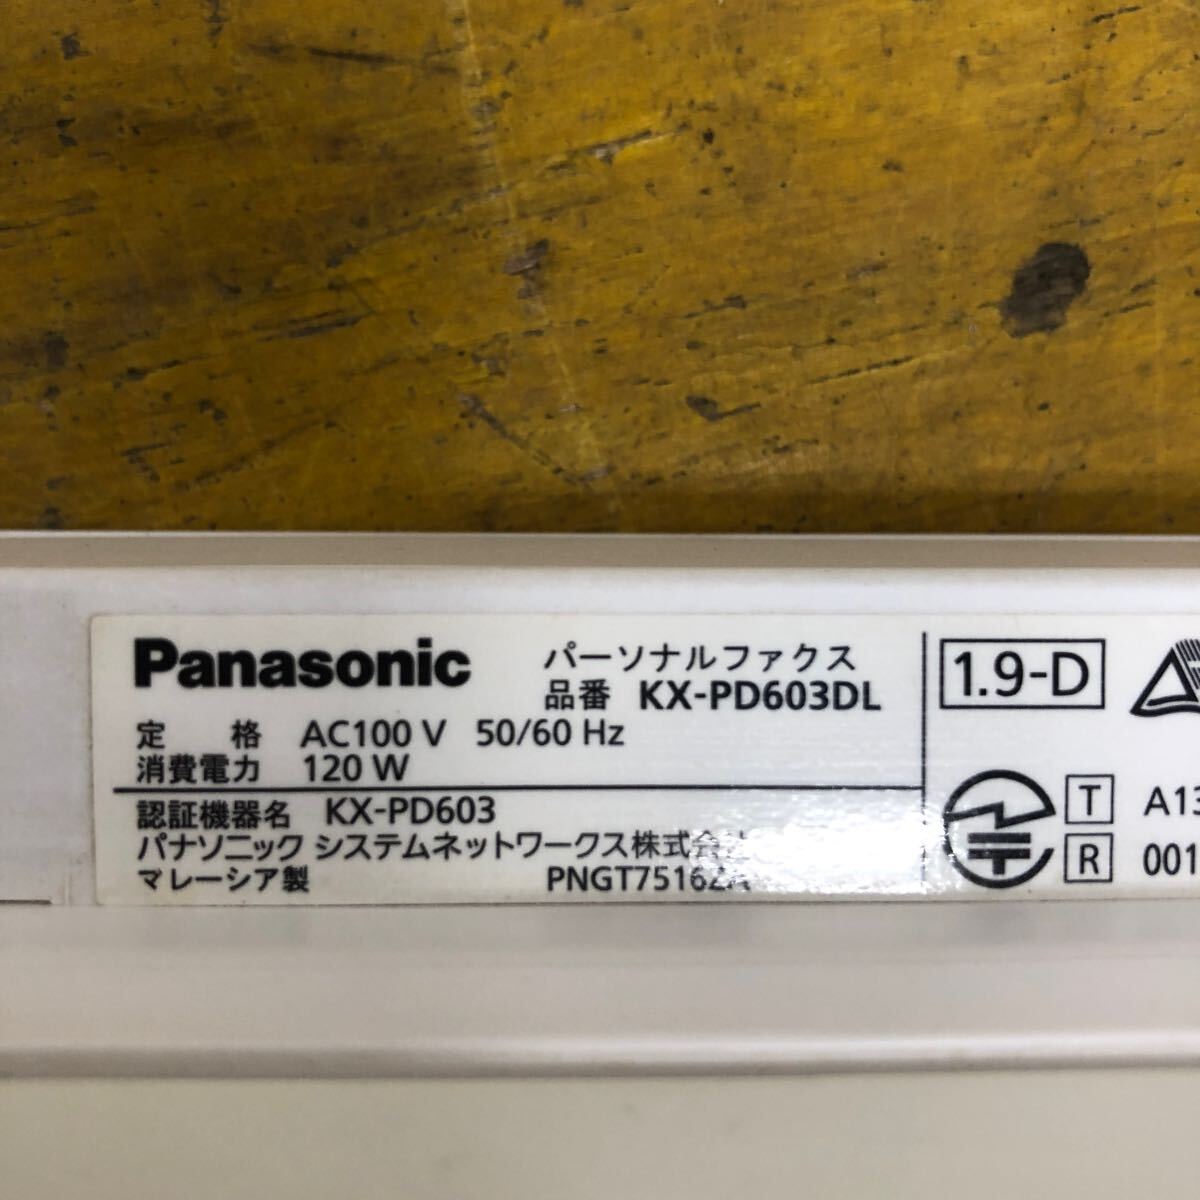 Panasonic
パーソナルファクス
品番 KX-PD603DL
定 格 AC100 V 50/60 Hz
消費電力 120 W
認証機器名 KX-PD603
パナソニック システムネットワークス株式会社
マレーシア製
1.9-D
T A13
R 001